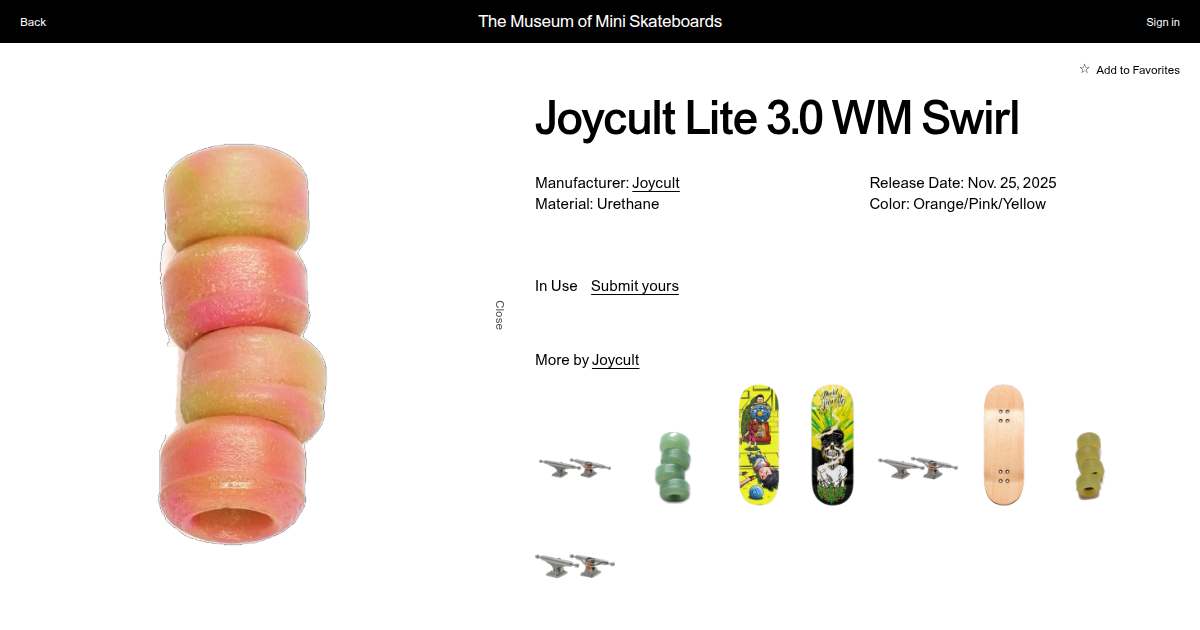 Back
The Museum of Mini Skateboards
Sign in
☆ Add to Favorites
Joycult Lite 3.0 WM Swirl
Manufacturer: Joycult
Release Date: Nov. 25, 2025
Material: Urethane
Color: Orange/Pink/Yellow
In Use Submit yours
Close
More by Joycult